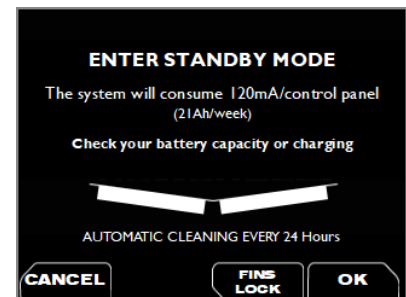 ENTER STANDBY MODE
The system will consume 120mA/control panel
(21Ah/week)
Check your battery capacity or charging
AUTOMATIC CLEANING EVERY 24 Hours
CANCEL
FINS
LOCK
OK